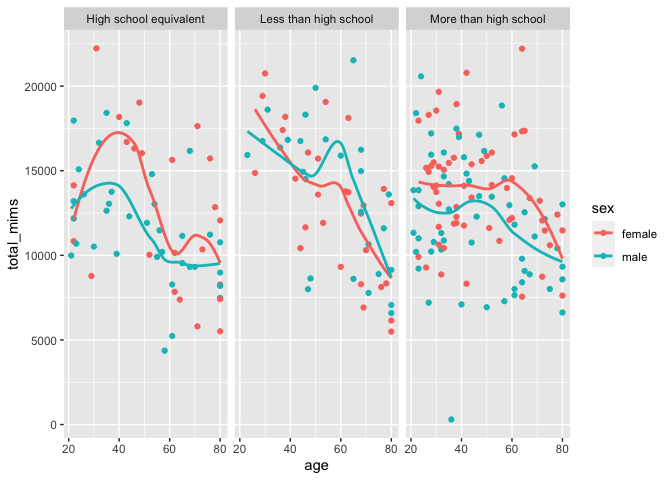 High school equivalent
Less than high school
More than high school
20000
15000
10000
5000
0
total_mims
20 40 60 80
20 40 60 80
20 40 60 80
age
sex
female
male